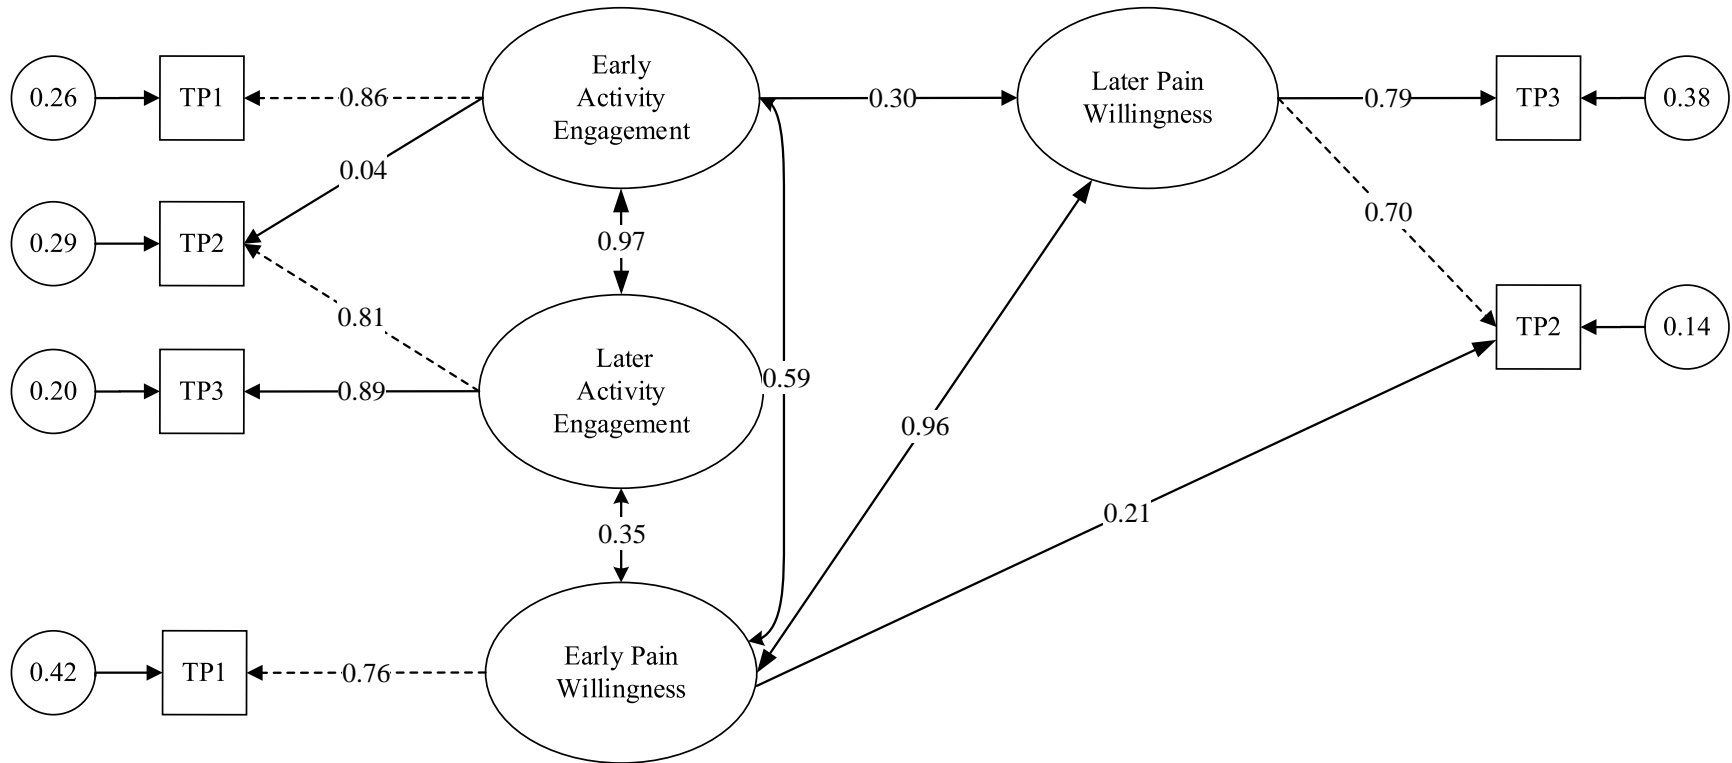 0.26
TP1
0.86
Early
Activity
Engagement
0.30
Later Pain
Willingness
0.79
TP3
0.38
0.04
0.29
TP2
0.97
0.70
0.81
Later
Activity
Engagement
0.59
TP2
0.14
0.20
TP3
0.89
0.96
0.35
0.21
0.42
TP1
0.76
Early Pain
Willingness